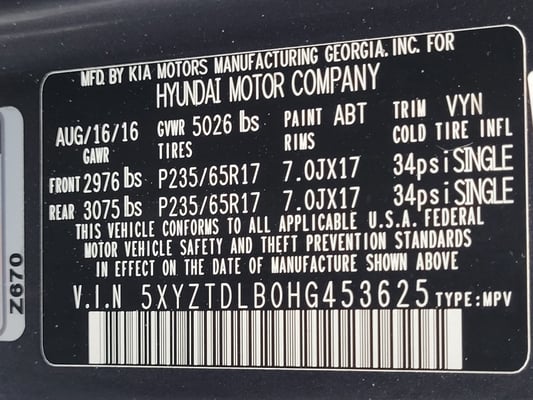 MFD. BY KIA MOTORS MANUFACTURING GEORGIA. INC. FOR
HYUNDAI MOTOR COMPANY
AUG/16/16 GVWR 5026 lbs PAINT ABT TRIM VYN
GAWR TIRES RIMS COLD TIRE INFL
FRONT 2976 lbs P235/65R17 7.0JX17 34psi SINGLE
REAR 3075 lbs P235/65R17 7.0JX17 34psi SINGLE
THIS VEHICLE CONFORMS TO ALL APPLICABLE U.S.A. FEDERAL
MOTOR VEHICLE SAFETY AND THEFT PREVENTION STANDARDS
IN EFFECT ON THE DATE OF MANUFACTURE SHOWN ABOVE
V.I.N 5XYZTDLB0HG453625 TYPE:MPV
Z670